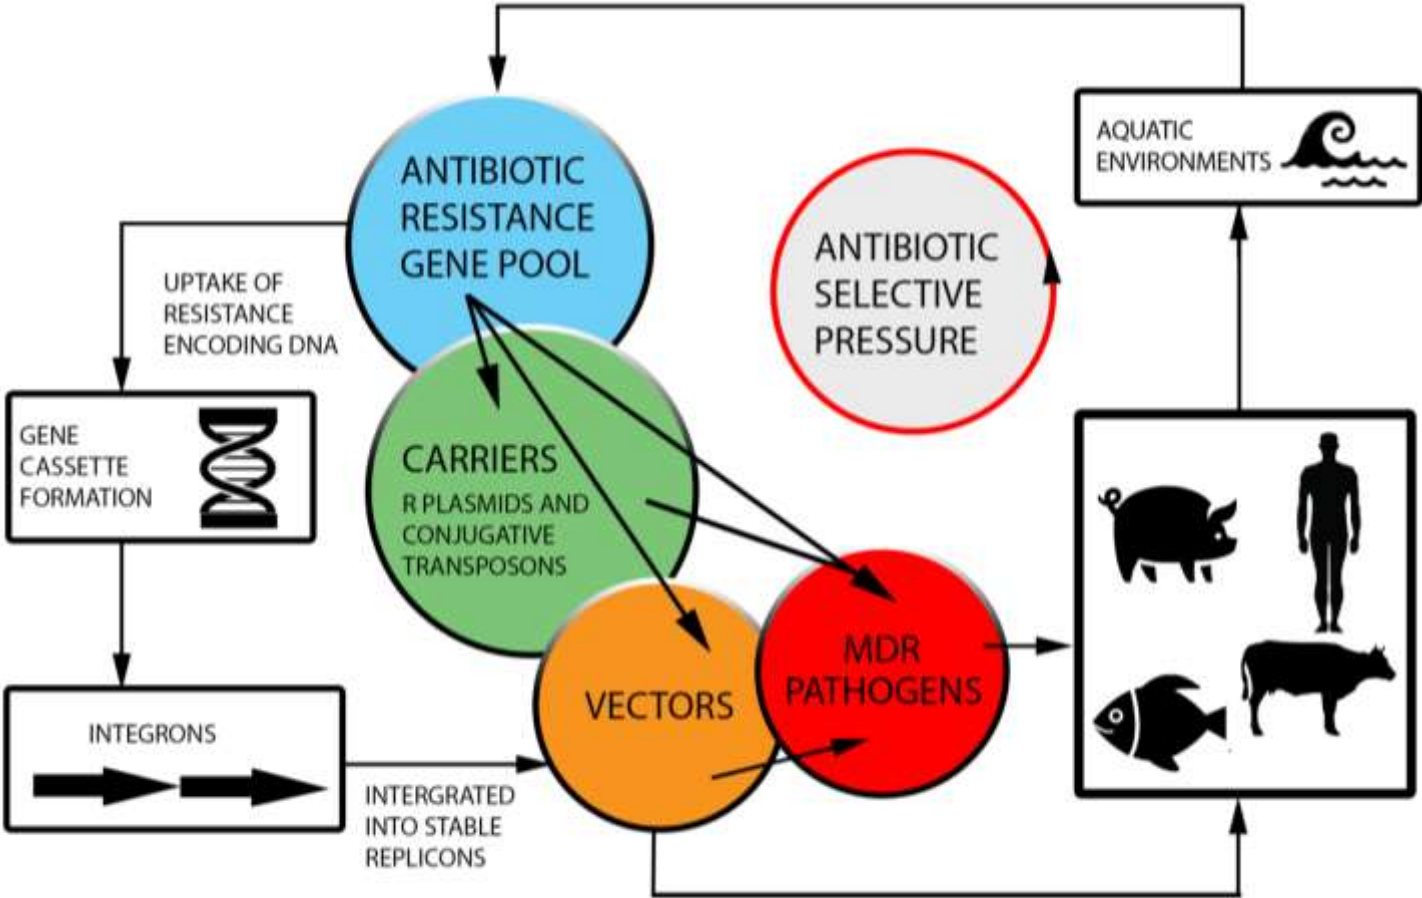 ANTIBIOTIC
RESISTANCE
GENE POOL
AQUATIC
ENVIRONMENTS
ANTIBIOTIC
SELECTIVE
PRESSURE
UPTAKE OF
RESISTANCE
ENCODING DNA
GENE
CASSETTE
FORMATION
CARRIERS
R PLASMIDS AND
CONJUGATIVE
TRANSPOSONS
MDR
PATHOGENS
VECTORS
INTEGRONS
INTERGRATED
INTO STABLE
REPLICONS